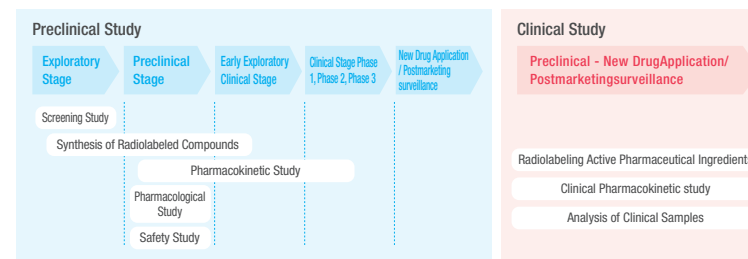 Preclinical Study
Exploratory
Stage
Preclinical
Stage
Early Exploratory
Clinical Stage
Clinical Stage Phase
1, Phase 2, Phase 3
New Drug Application
/ Postmarketing
surveillance
Screening Study
Synthesis of Radiolabeled Compounds
Pharmacokinetic Study
Pharmacological
Study
Safety Study
Clinical Study
Preclinical - New DrugApplication/
Postmarketingsurveillance
Radiolabeling Active Pharmaceutical Ingredients
Clinical Pharmacokinetic study
Analysis of Clinical Samples